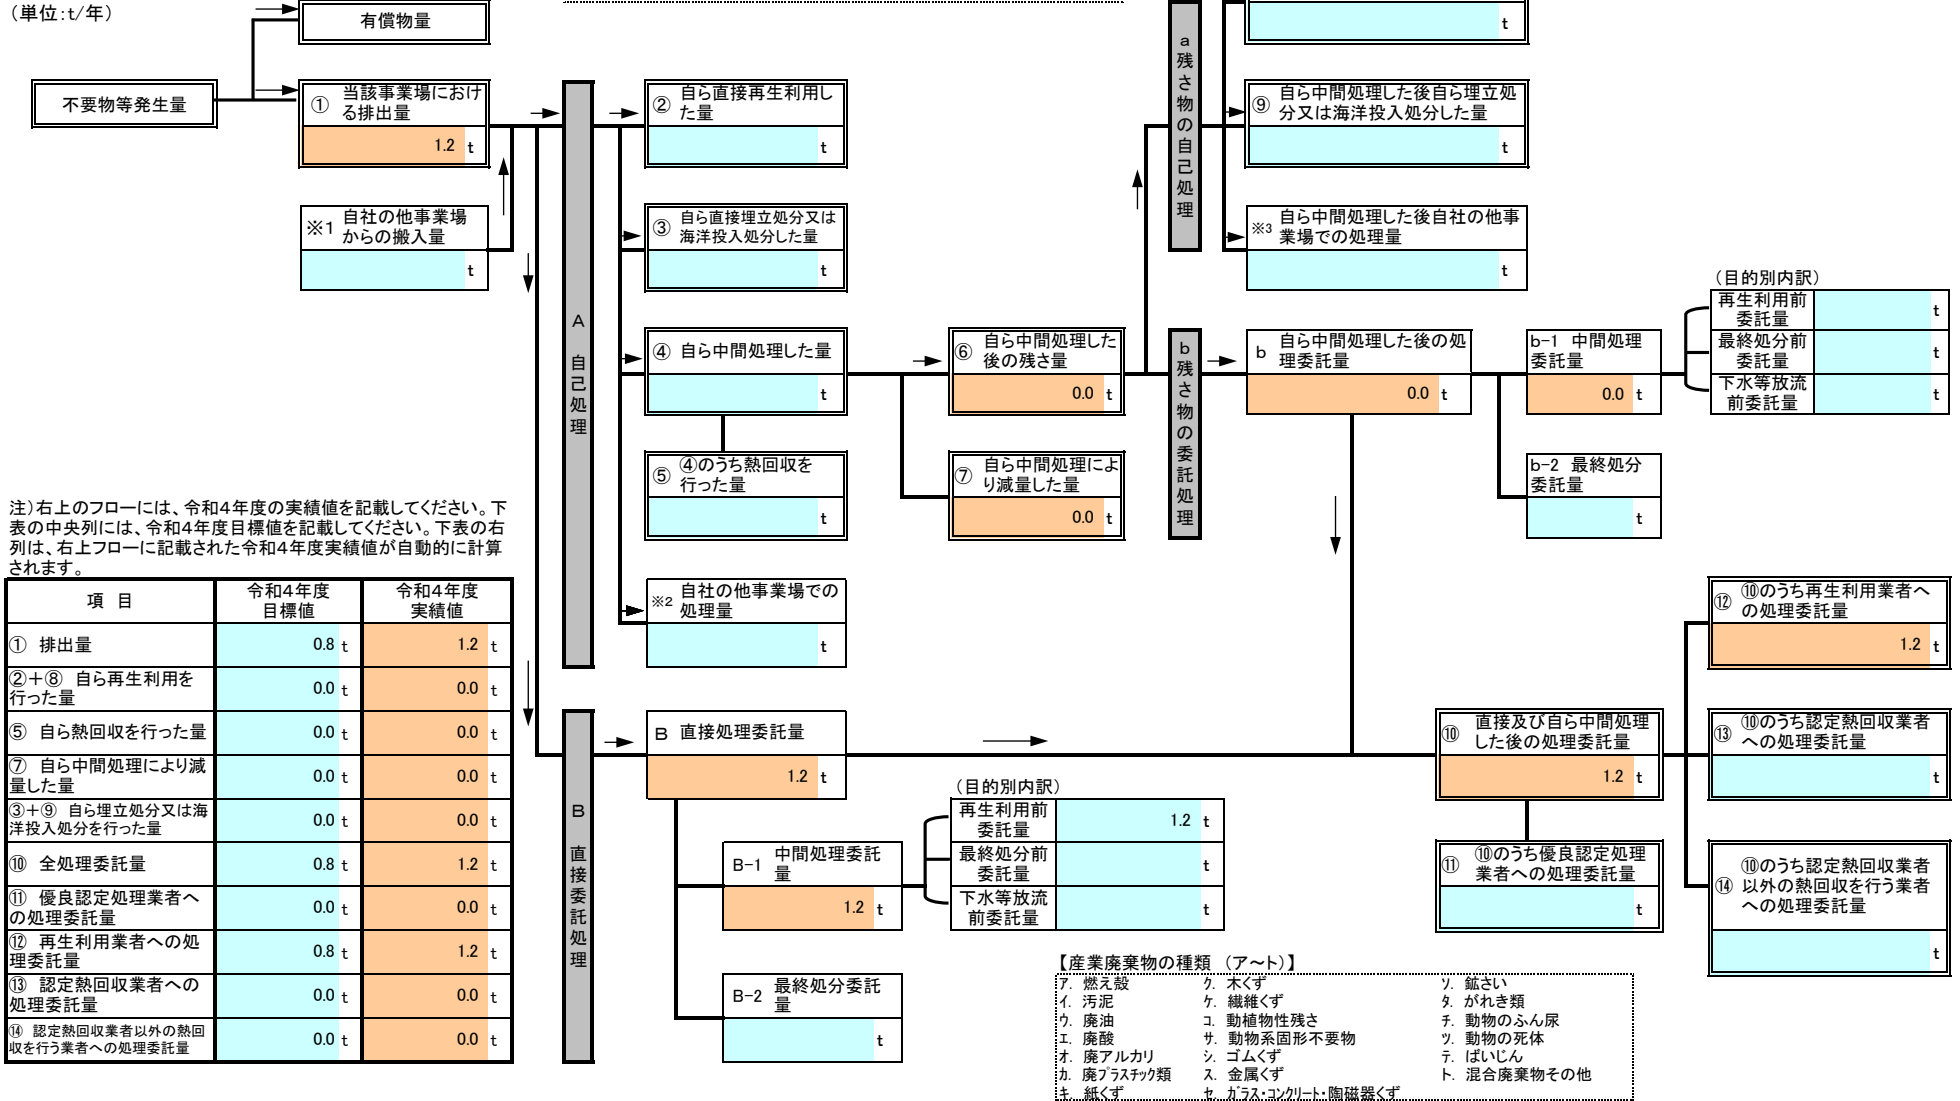 （単位：t/年）
有償物量
不要物等発生量
① 当該事業場におけ
る排出量
1.2 t
※1 自社の他事業場
からの搬入量
t
A 自己処理
② 自ら直接再生利用し
た量
t
③ 自ら直接埋立処分又は
海洋投入処分した量
t
④ 自ら中間処理した量
t
⑤ ④のうち熱回収を
行った量
t
※2 自社の他事業場での
処理量
t
⑥ 自ら中間処理した
後の残さ量
0.0 t
⑦ 自ら中間処理によ
り減量した量
0.0 t
a 残さ物の自己処理
t
⑨ 自ら中間処理した後自ら埋立処
分又は海洋投入処分した量
t
※3 自ら中間処理した後自社の他事
業場での処理量
t
b 残さ物の委託処理
b 自ら中間処理した後の処
理委託量
0.0 t
b-1 中間処理
委託量
0.0 t
（目的別内訳）
再生利用前
委託量
t
最終処分前
委託量
t
下水等放流
前委託量
t
b-2 最終処分
委託量
t
注）右上のフローには、令和4年度の実績値を記載してください。下
表の中央列には、令和4年度目標値を記載してください。下表の右
列は、右上フローに記載された令和4年度実績値が自動的に計算
されます。
項 目 令和4年度 目標値 令和4年度 実績値
① 排出量 0.8 t 1.2 t
②＋⑧ 自ら再生利用を
行った量 0.0 t 0.0 t
⑤ 自ら熱回収を行った量 0.0 t 0.0 t
⑦ 自ら中間処理により減
量した量 0.0 t 0.0 t
③＋⑨ 自ら埋立処分又は海
洋投入処分を行った量 0.0 t 0.0 t
⑩ 全処理委託量 0.8 t 1.2 t
⑪ 優良認定処理業者へ
の処理委託量 0.0 t 0.0 t
⑫ 再生利用業者への処
理委託量 0.8 t 1.2 t
⑬ 認定熱回収業者への
処理委託量 0.0 t 0.0 t
⑭ 認定熱回収業者以外の熱回
収を行う業者への処理委託量 0.0 t 0.0 t
B 直接委託処理
B 直接処理委託量
1.2 t
B-1 中間処理委託
量
1.2 t
（目的別内訳）
再生利用前
委託量
1.2 t
最終処分前
委託量
t
下水等放流
前委託量
t
B-2 最終処分委託
量
t
⑩ 直接及び自ら中間処理
した後の処理委託量
1.2 t
⑪ ⑩のうち優良認定処理
業者への処理委託量
t
⑫ ⑩のうち再生利用業者へ
の処理委託量
1.2 t
⑬ ⑩のうち認定熱回収業者
への処理委託量
t
⑭ ⑩のうち認定熱回収業者
以外の熱回収を行う業者
への処理委託量
t
【産業廃棄物の種類 （ア～ト）】
ア. 燃え殻 ク. 木くず ソ. 鉱さい
イ. 汚泥 ケ. 繊維くず タ. がれき類
ウ. 廃油 コ. 動植物性残さ チ. 動物のふん尿
エ. 廃酸 サ. 動物系固形不要物 ツ. 動物の死体
オ. 廃アルカリ シ. ゴムくず テ. ばいじん
カ. 廃プラスチック類 ス. 金属くず ト. 混合廃棄物その他
キ. 紙くず セ. ガラス・コンクリート・陶磁器くず